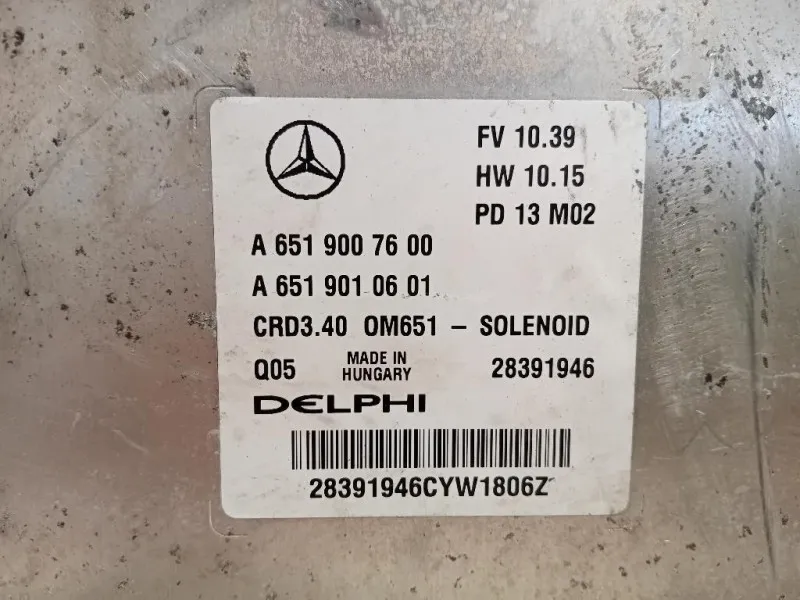 FV 10.39
HW 10.15
PD 13 M02
A 651 900 76 00
A 651 901 06 01
CRD3.40 OM651 – SOLENOID
Q05 MADE IN HUNGARY 28391946
DELPHI
28391946CYW1806Z